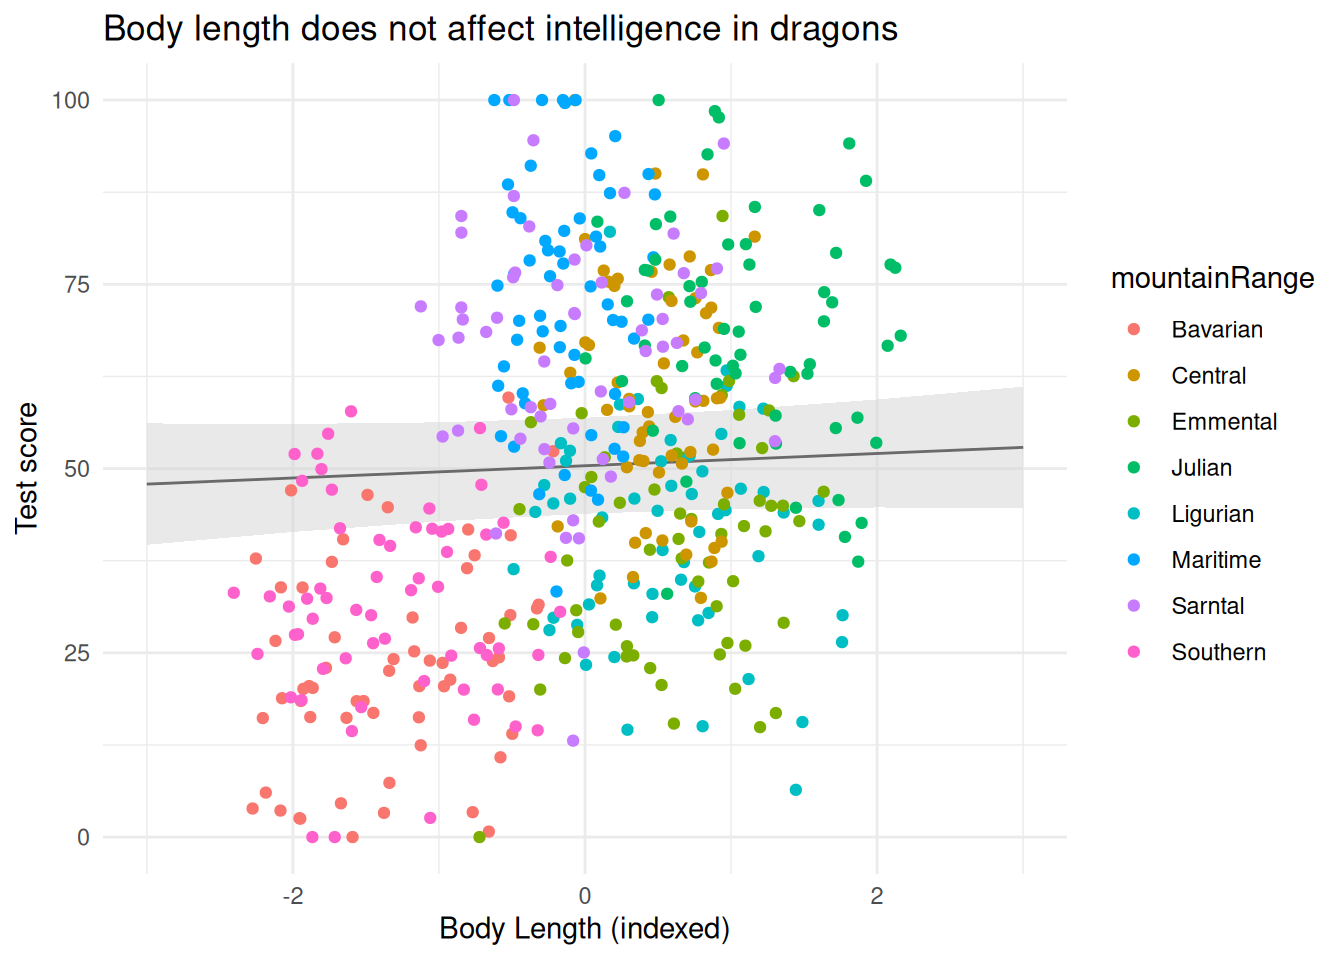 Body length does not affect intelligence in dragons
Test score
100
75
50
25
0
-2
0
2
Body Length (indexed)
mountainRange
Bavarian
Central
Emmental
Julian
Ligurian
Maritime
Sarntal
Southern